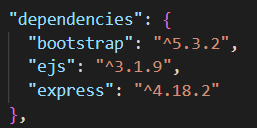 "dependencies": {
"bootstrap": "^5.3.2",
"ejs": "^3.1.9",
"express": "^4.18.2"
},